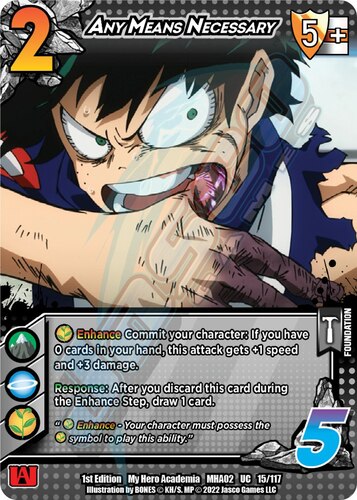 2
ANY MEANS NECESSARY
5 +
Enhance Commit your character: If you have
0 cards in your hand, this attack gets +1 speed
and +3 damage.
Response: After you discard this card during
the Enhance Step, draw 1 card.
" Enhance - Your character must possess the
symbol to play this ability."
FOUNDATION
5
1st Edition My Hero Academia MHA02 UC 15/117
Illustration by BONES © KH/S. MP © 2022 Jasco Games LLC